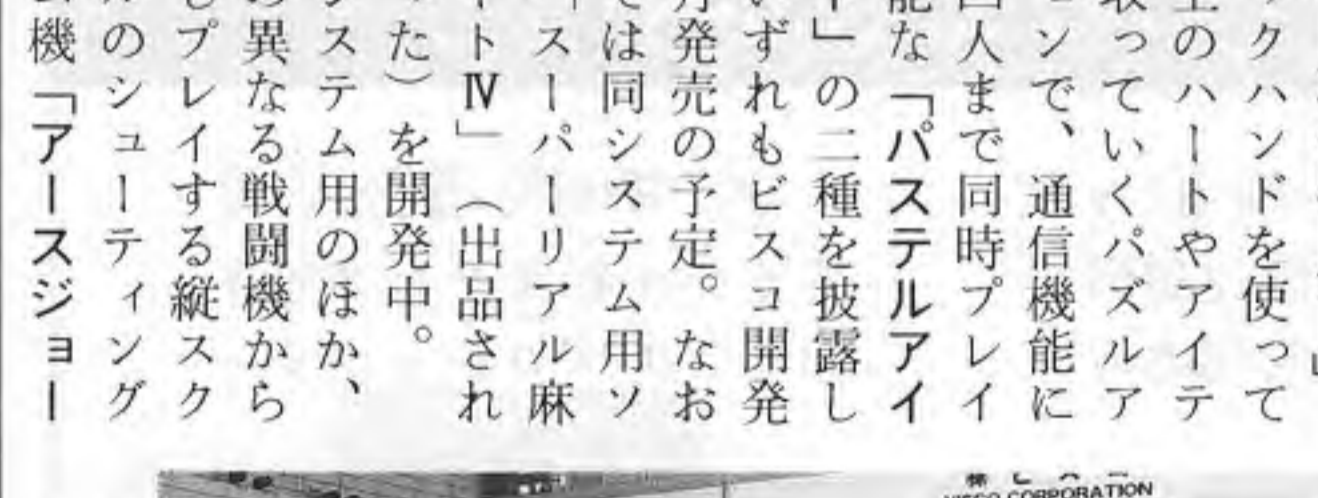 ックハンドを使って
上のハートやアイテ
取っていくパズルア
ョンで、通信機能に
四人まで同時プレイ
能な「パステルアイ
ド」の二種を披露し
いずれもビスコ開発
月発売の予定。なお
では同システム用ソ
「スーパーリアル麻
ートⅣ」（出品され
った）を開発中。
システム用のほか、
の異なる戦闘機から
プレイする縦スク
ルのシューティング
機「アースジョー
VISCO CORPORATION